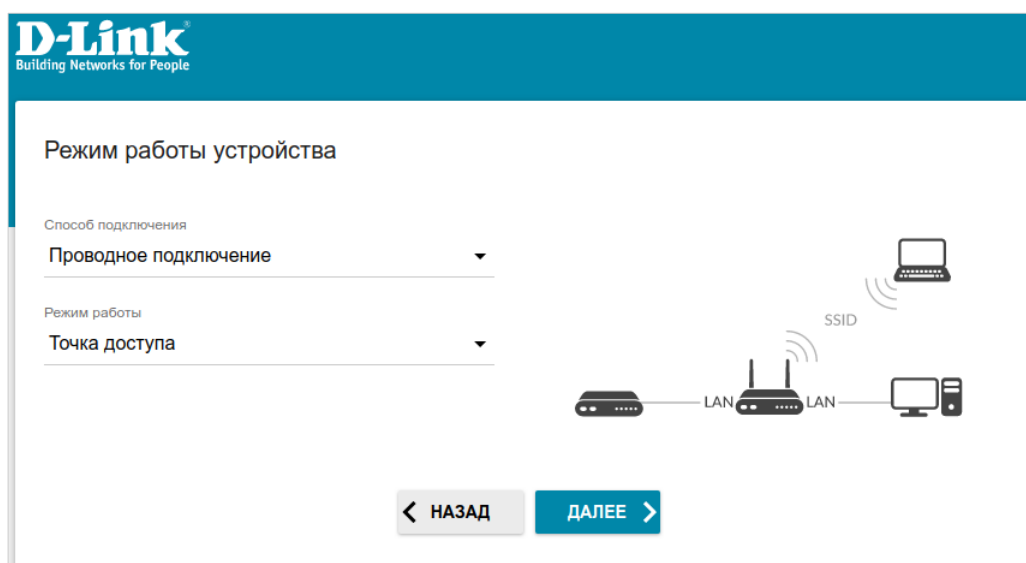 D-Link®
Building Networks for People
Режим работы устройства
Способ подключения
Проводное подключение
Режим работы
Точка доступа
SSID
LAN LAN
НАЗАД ДАЛЕЕ